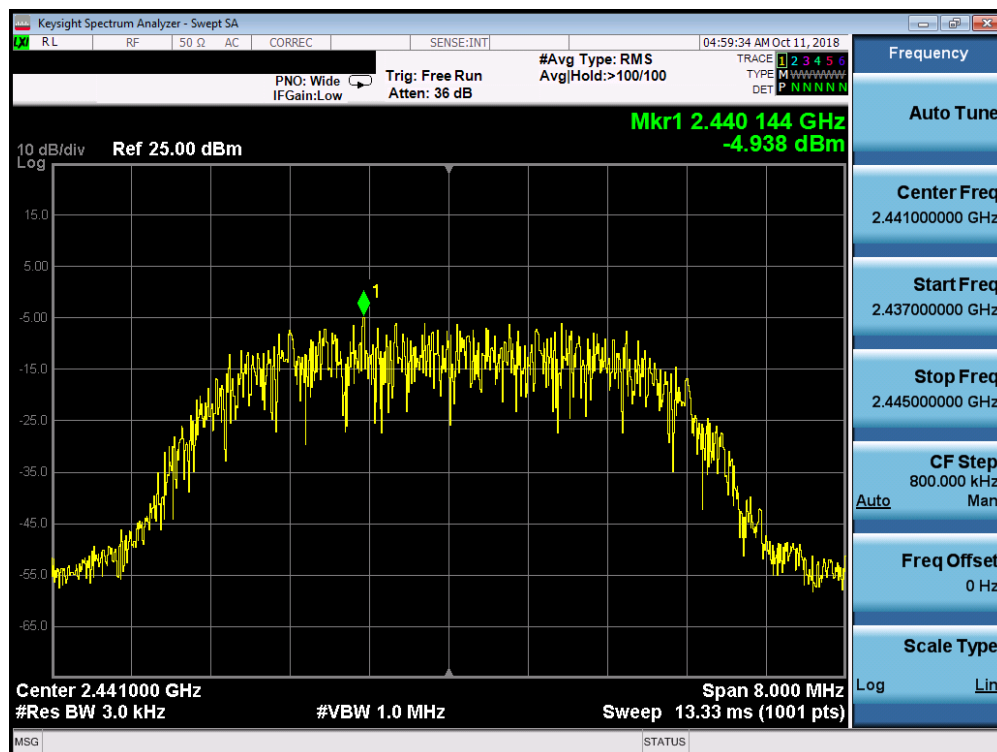 Keysight Spectrum Analyzer - Swept SA
LXI RL RF 50 Ω AC CORREC SENSE:INT 04:59:34 AM Oct 11, 2018
PNO: Wide
IFGain:Low
Trig: Free Run
Atten: 36 dB
#Avg Type: RMS
Avg|Hold:>100/100
TRACE 1 2 3 4 5 6
TYPE M WWWWW
DET P N N N N N
Mkr1 2.440 144 GHz
-4.938 dBm
10 dB/div Ref 25.00 dBm
Log
1
15.0
5.00
-5.00
-15.0
-25.0
-35.0
-45.0
-55.0
-65.0
Center 2.441000 GHz Span 8.000 MHz
#Res BW 3.0 kHz #VBW 1.0 MHz Sweep 13.33 ms (1001 pts)
MSG STATUS
Frequency
Auto Tune
Center Freq
2.441000000 GHz
Start Freq
2.437000000 GHz
Stop Freq
2.445000000 GHz
CF Step
800.000 kHz
Auto Man
Freq Offset
0 Hz
Scale Type
Log Lin